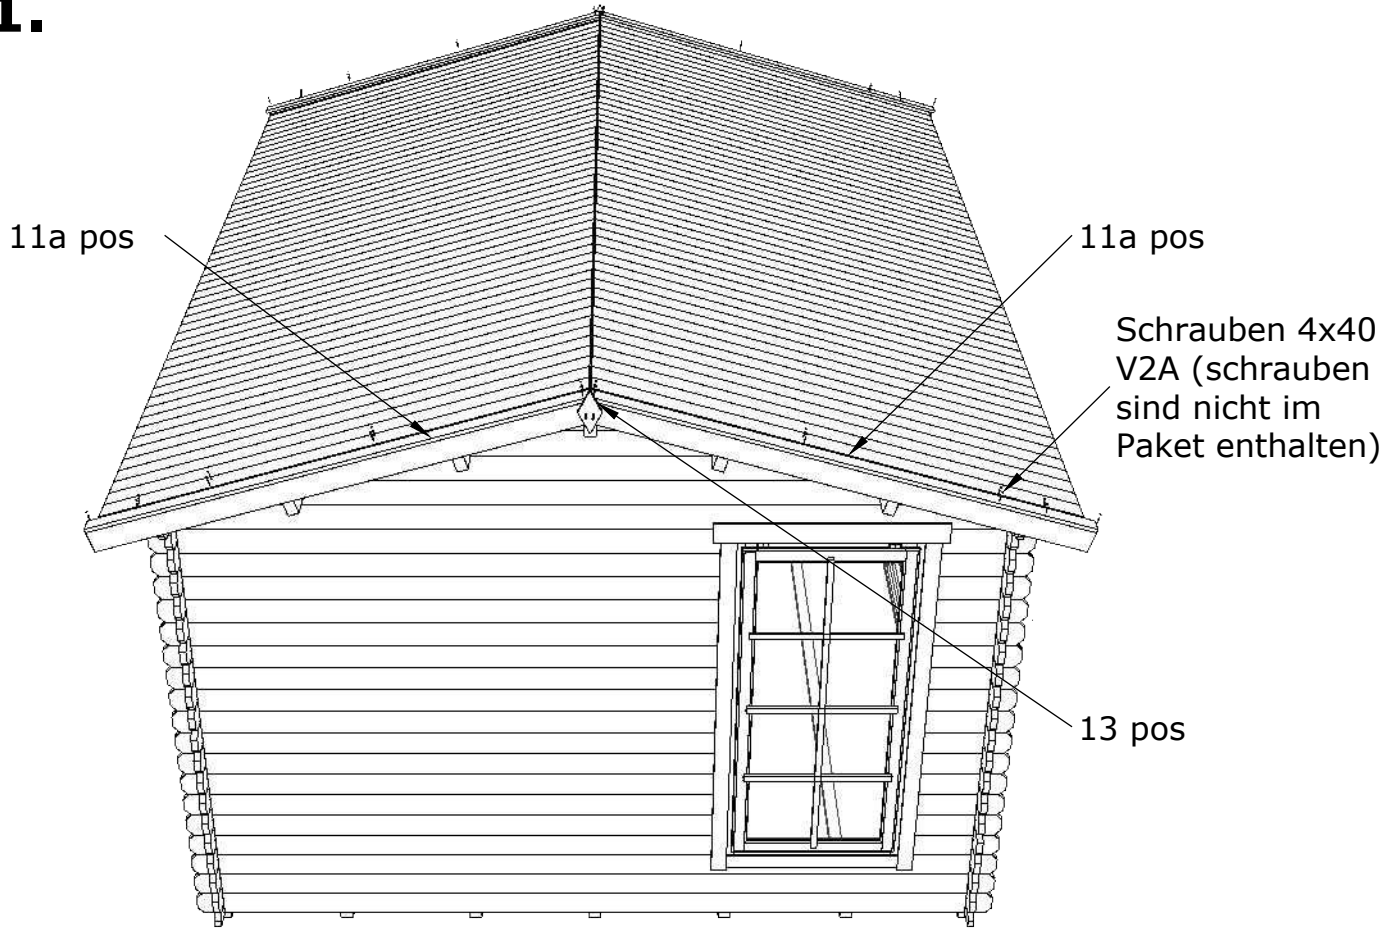 1.
11a pos
11a pos
Schrauben 4x40
V2A (schrauben
sind nicht im
Paket enthalten)
13 pos